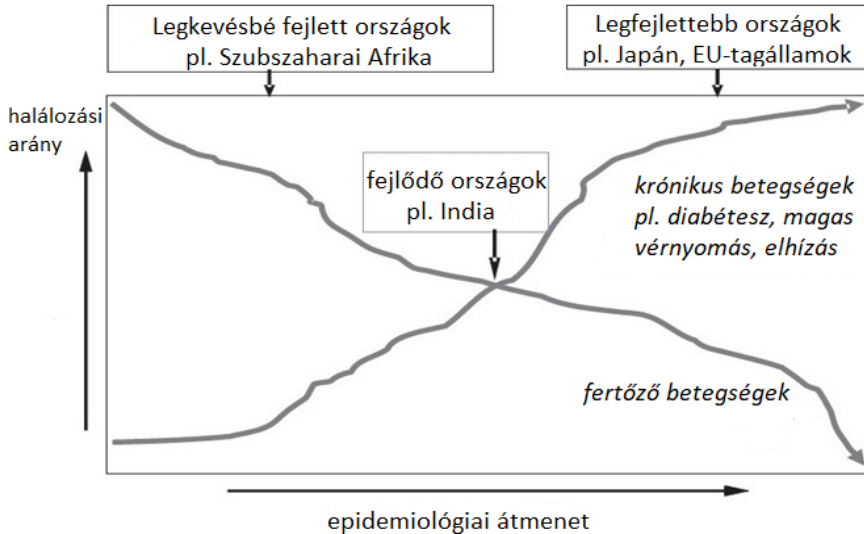 Legkevésbé fejlett országok
pl. Szubszaharai Afrika
Legfejlettebb országok
pl. Japán, EU-tagállamok
halálozási
arány
fejlődő országok
pl. India
krónikus betegségek
pl. diabétesz, magas
vérnyomás, elhízás
fertőző betegségek
epidemiológiai átmenet